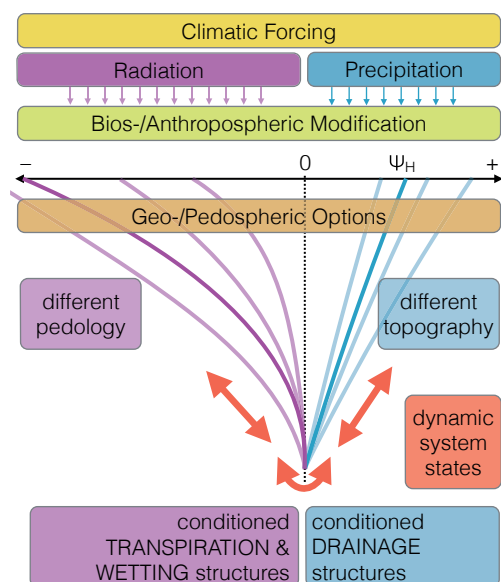 Climatic Forcing
Radiation
Precipitation
Bios-/Anthropospheric Modification
– 0 ΨH +
Geo-/Pedospheric Options
different
pedology
different
topography
dynamic
system
states
conditioned
TRANSPIRATION &
WETTING structures
conditioned
DRAINAGE
structures